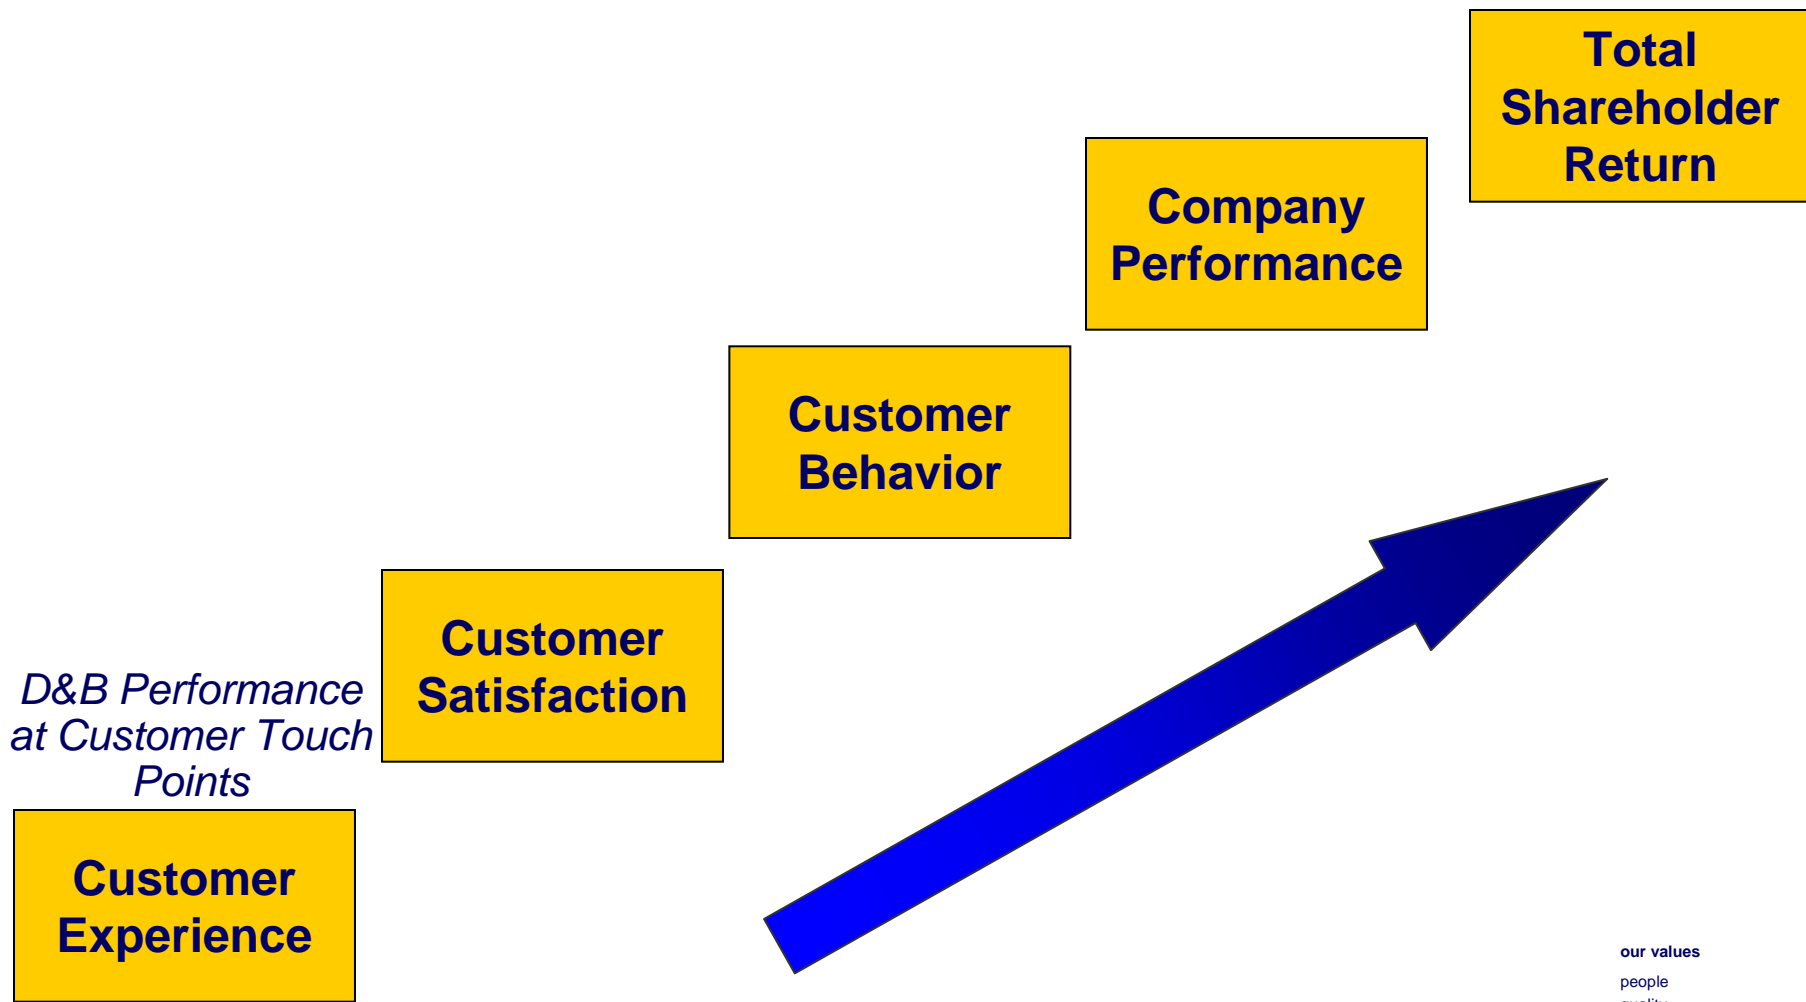 Total
Shareholder
Return
Company
Performance
Customer
Behavior
Customer
Satisfaction
D&B Performance
at Customer Touch
Points
Customer
Experience
our values
people
quality